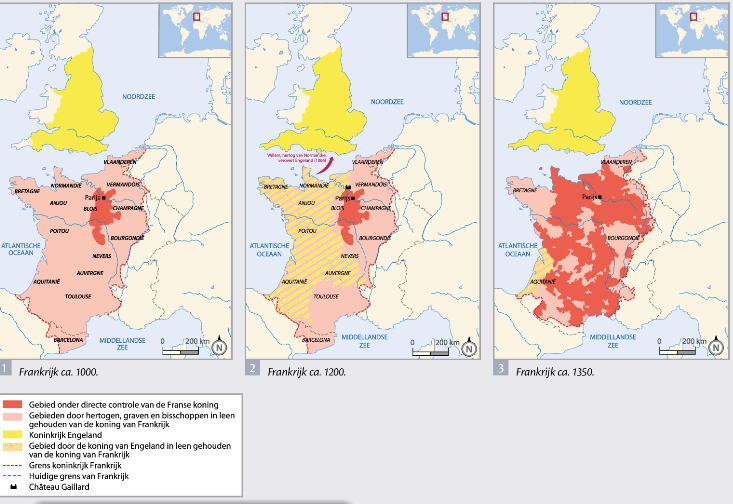 NOORDZEE
VLAANDEREN
NORMANDIË
VERMANDOIS
BRETAGNE
Parijs
ANJOU
BLOIS
CHAMPAGNE
POITOU
BOURGONDIË
ATLANTISCHE
OCEAAN
NEVERS
AUVERGNE
AQUITANIË
TOULOUSE
BARCELONA
MIDDELLANDSE
ZEE
0 200 km
N
1 Frankrijk ca. 1000.
NOORDZEE
Willem, hertog van Normandië,
verovert Engeland (1066)
VLAANDEREN
BRETAGNE
NORMANDIË
VERMANDOIS
Parijs
ANJOU
BLOIS
CHAMPAGNE
POITOU
BOURGONDIË
ATLANTISCHE
OCEAAN
NEVERS
AUVERGNE
AQUITANIË
TOULOUSE
BARCELONA
MIDDELLANDSE
ZEE
0 200 km
N
2 Frankrijk ca. 1200.
NOORDZEE
VLAANDEREN
BRETAGNE
Parijs
BOURGONDIË
ATLANTISCHE
OCEAAN
AQUITANIË
MIDDELLANDSE
ZEE
0 200 km
N
3 Frankrijk ca. 1350.
Gebied onder directe controle van de Franse koning
Gebieden door hertogen, graven en bisschoppen in leen
gehouden van de koning van Frankrijk
Koninkrijk Engeland
Gebied door de koning van Engeland in leen gehouden
van de koning van Frankrijk
Grens koninkrijk Frankrijk
Huidige grens van Frankrijk
Château Gaillard